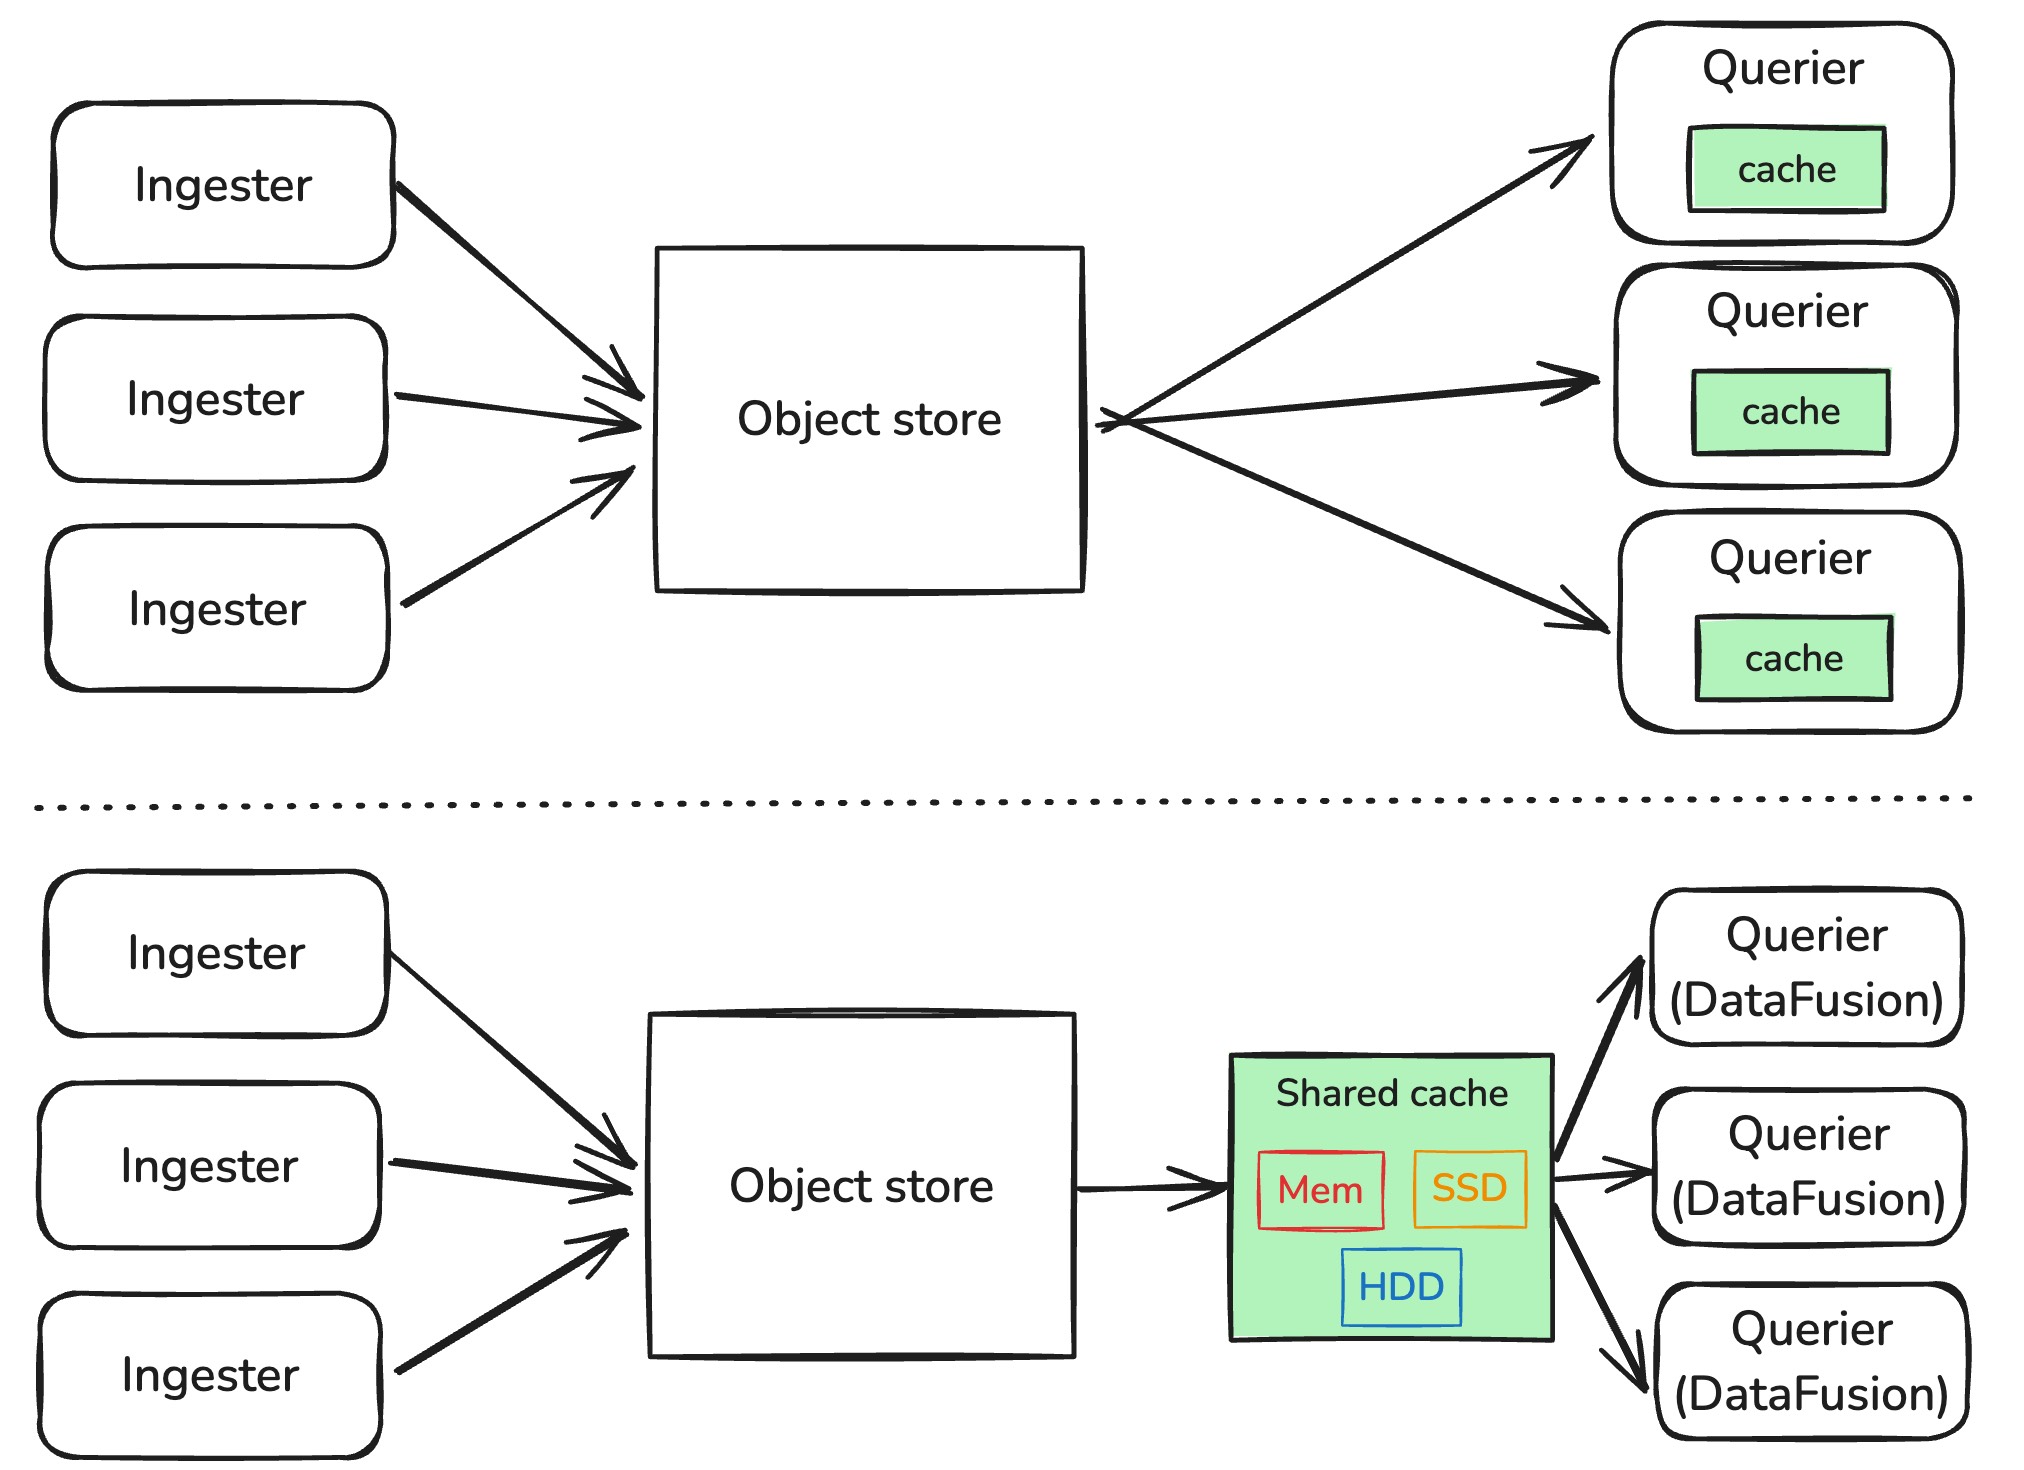 Ingester
Ingester
Ingester
Object store
Querier
cache
Querier
cache
Querier
cache
Ingester
Ingester
Ingester
Object store
Shared cache
Mem
SSD
HDD
Querier
(DataFusion)
Querier
(DataFusion)
Querier
(DataFusion)